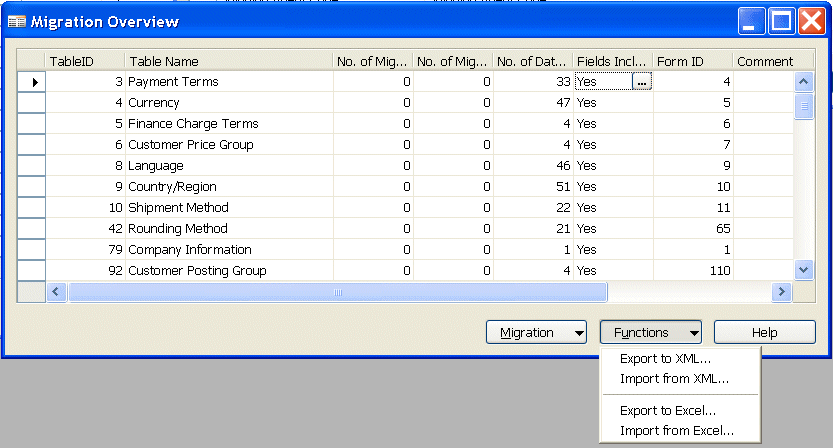 Migration Overview
TableID Table Name No. of Mig... No. of Mig... No. of Dat... Fields Incl... Form ID Comment
3 Payment Terms 0 0 33 Yes ... 4
4 Currency 0 0 47 Yes 5
5 Finance Charge Terms 0 0 4 Yes 6
6 Customer Price Group 0 0 4 Yes 7
8 Language 0 0 46 Yes 9
9 Country/Region 0 0 51 Yes 10
10 Shipment Method 0 0 22 Yes 11
42 Rounding Method 0 0 21 Yes 65
79 Company Information 0 0 1 Yes 1
92 Customer Posting Group 0 0 4 Yes 110
Migration Functions Help
Export to XML...
Import from XML...
Export to Excel...
Import from Excel...